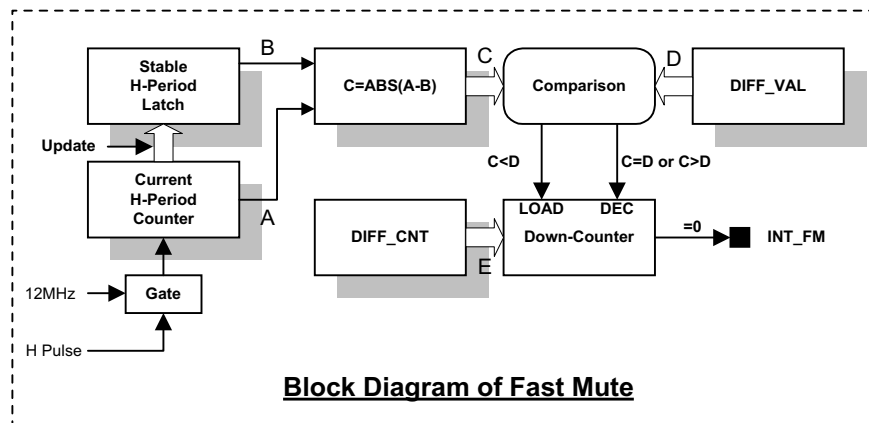 B
Stable
H-Period
Latch
C=ABS(A-B)
C
Comparison
D
DIFF_VAL
Update
Current
H-Period
Counter
A
C<D
C=D or C>D
DIFF_CNT
E
LOAD
DEC
Down-Counter
=0
INT_FM
12MHz
Gate
H Pulse
Block Diagram of Fast Mute